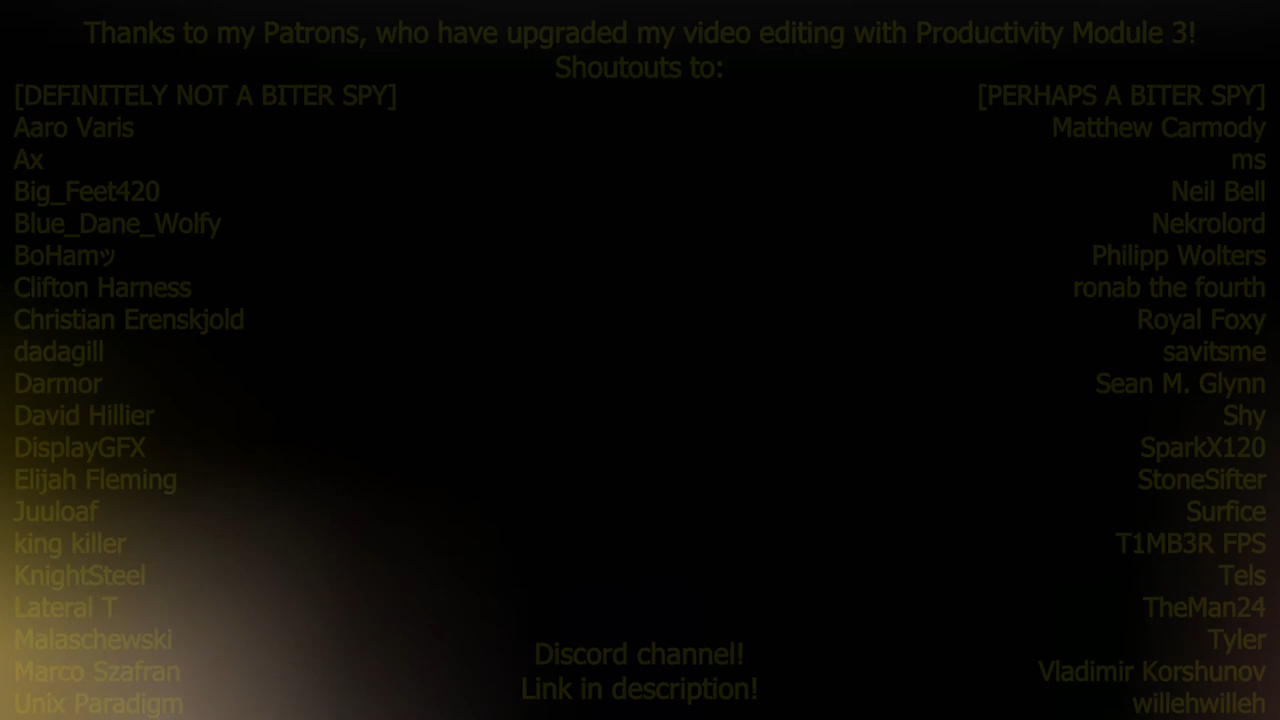 Thanks to my Patrons, who have upgraded my video editing with Productivity Module 3!
Shoutouts to:
[DEFINITELY NOT A BITER SPY]
Aaro Varis
Ax
Big_Feet420
Blue_Dane_Wolfy
BoHamッ
Clifton Harness
Christian Erenskjold
dadagill
Darmor
David Hillier
DisplayGFX
Elijah Fleming
Juuloaf
king killer
KnightSteel
Lateral T
Malaschewski
Marco Szafran
Unix Paradigm
[PERHAPS A BITER SPY]
Matthew Carmody
ms
Neil Bell
Nekrolord
Philipp Wolters
ronab the fourth
Royal Foxy
savitsme
Sean M. Glynn
Shy
SparkX120
StoneSifter
Surfice
T1MB3R FPS
Tels
TheMan24
Tyler
Vladimir Korshunov
willehwilleh
Discord channel!
Link in description!